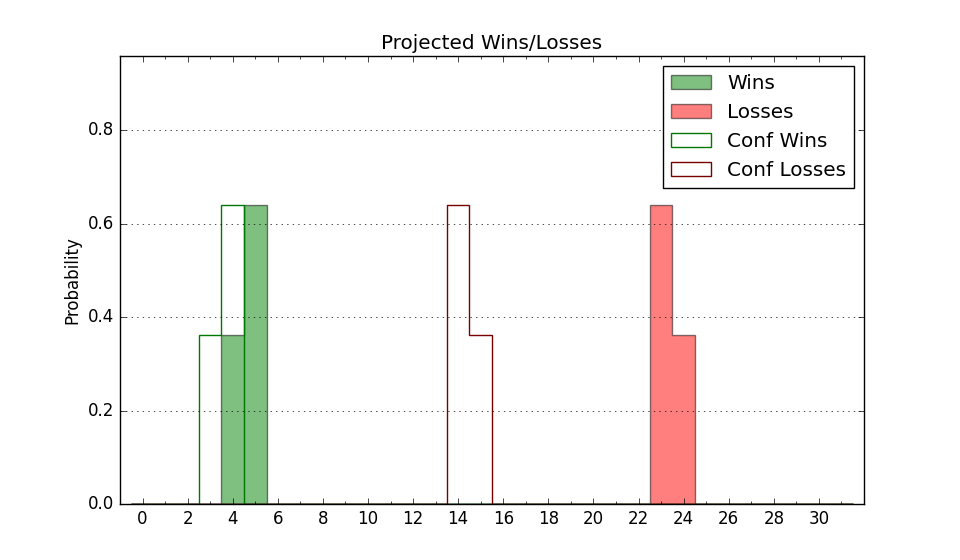 Projected Wins/Losses
Wins
Losses
Conf Wins
Conf Losses
Probability
0.8
0.6
0.4
0.2
0.0
0 2 4 6 8 10 12 14 16 18 20 22 24 26 28 30